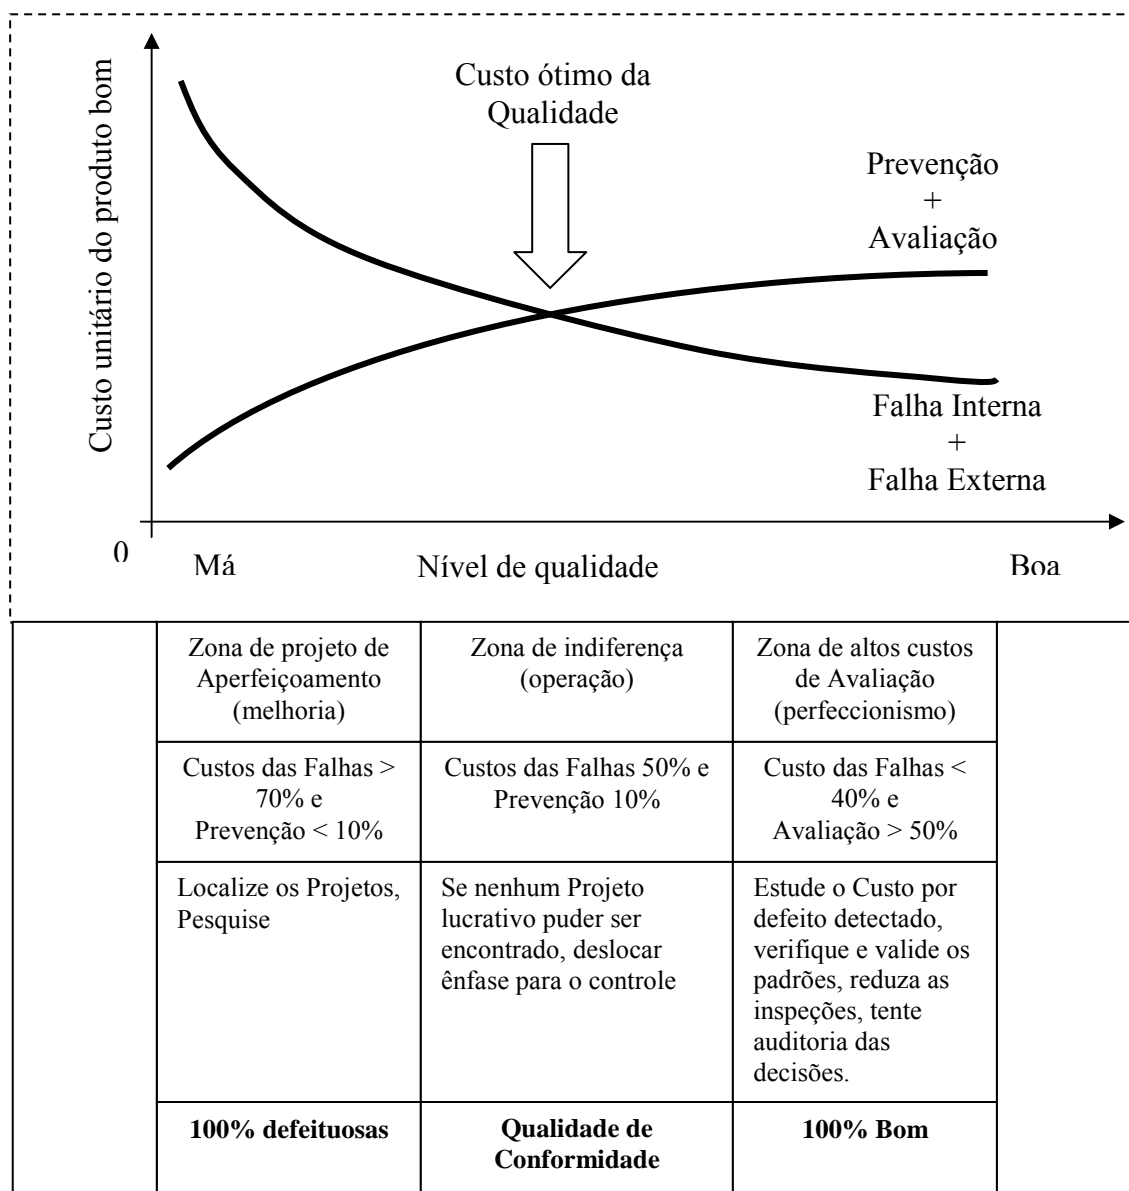 Custo unitário do produto bom
Custo ótimo da
Qualidade
Prevenção
+
Avaliação
Falha Interna
+
Falha Externa
0
Má
Nível de qualidade
Boa
Zona de projeto de
Aperfeiçoamento
(melhoria)
Zona de indiferença
(operação)
Zona de altos custos
de Avaliação
(perfeccionismo)
Custos das Falhas >
70% e
Prevenção < 10%
Custos das Falhas 50% e
Prevenção 10%
Custo das Falhas <
40% e
Avaliação > 50%
Localize os Projetos,
Pesquise
Se nenhum Projeto
lucrativo puder ser
encontrado, deslocar
ênfase para o controle
Estude o Custo por
defeito detectado,
verifique e valide os
padrões, reduza as
inspeções, tente
auditoria das
decisões.
100% defeituosas
Qualidade de
Conformidade
100% Bom